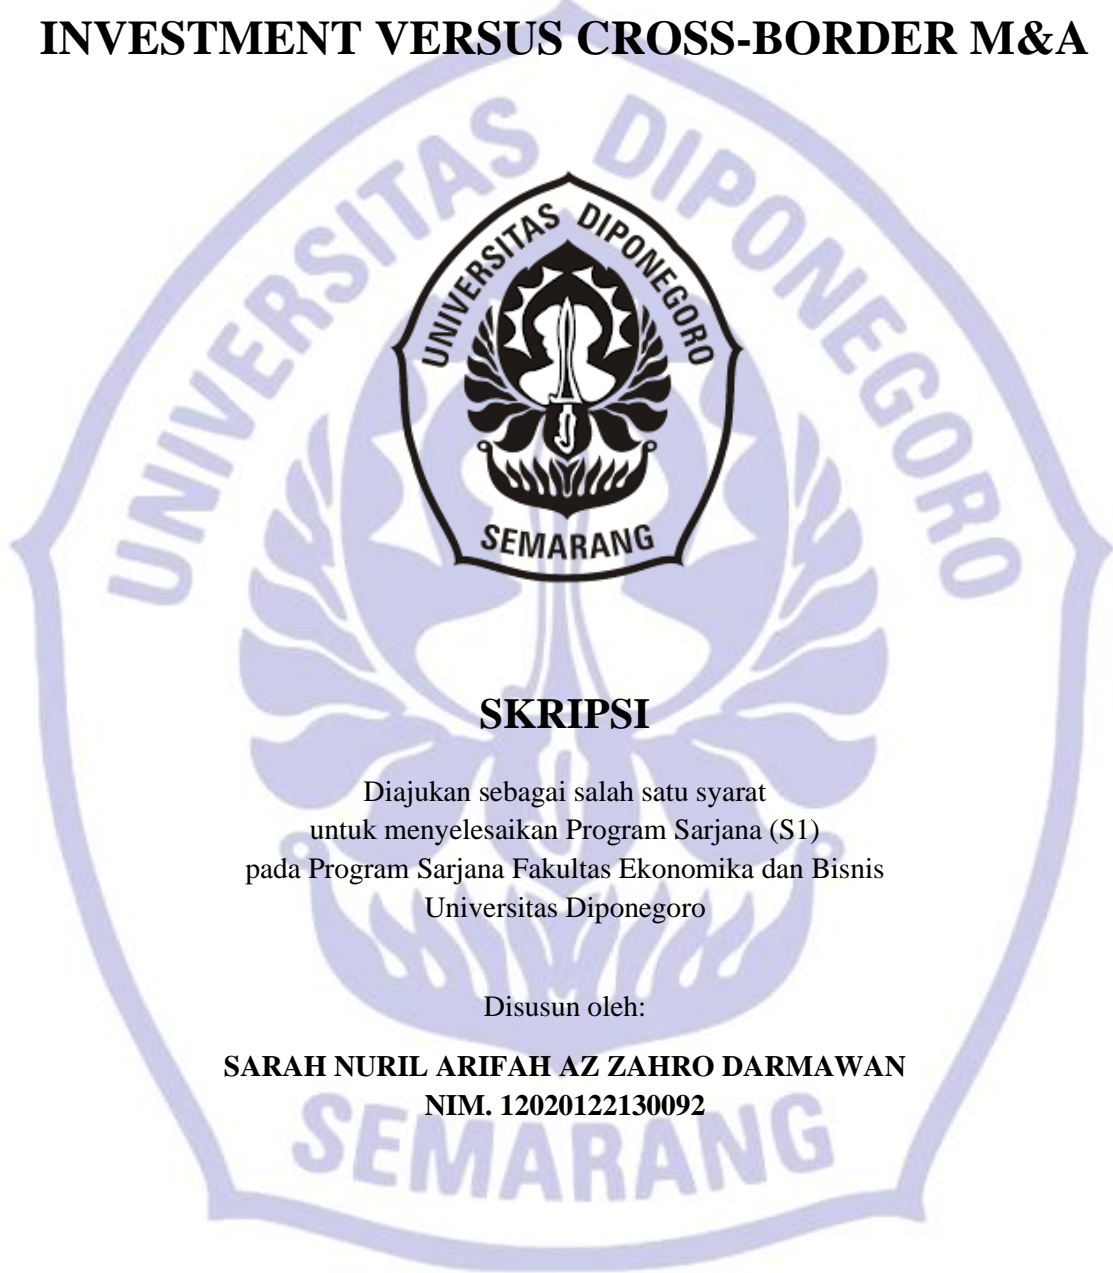 INVESTMENT VERSUS CROSS-BORDER M&A
UNIVERSITAS DIPONEGORO
SEMARANG
UNIVERSITAS DIPONEGORO
SEMARANG
SKRIPSI
Diajukan sebagai salah satu syarat
untuk menyelesaikan Program Sarjana (S1)
pada Program Sarjana Fakultas Ekonomika dan Bisnis
Universitas Diponegoro
Disusun oleh:
SARAH NURIL ARIFAH AZ ZAHRO DARMAWAN
NIM. 12020122130092